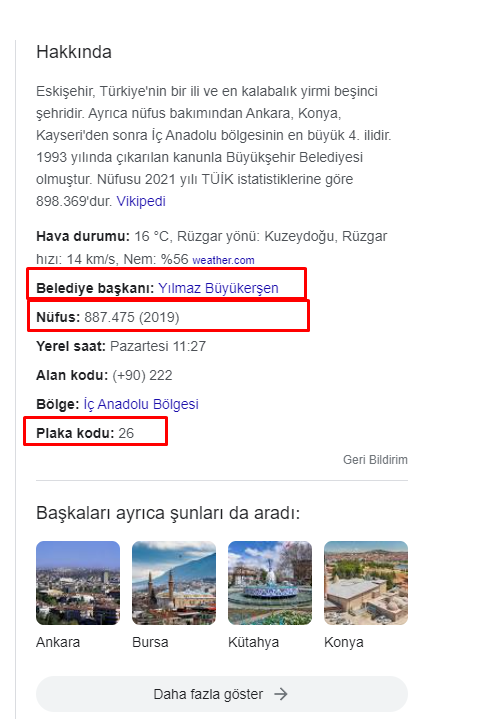 Hakkında
Eskişehir, Türkiye'nin bir ili ve en kalabalık yirmi beşinci
şehridir. Ayrıca nüfus bakımından Ankara, Konya,
Kayseri'den sonra İç Anadolu bölgesinin en büyük 4. ilidir.
1993 yılında çıkarılan kanunla Büyükşehir Belediyesi
olmuştur. Nüfusu 2021 yılı TÜİK istatistiklerine göre
898.369'dur. Vikipedi
Hava durumu: 16 °C, Rüzgar yönü: Kuzeydoğu, Rüzgar
hızı: 14 km/s, Nem: %56 weather.com
Belediye başkanı: Yılmaz Büyükerşen
Nüfus: 887.475 (2019)
Yerel saat: Pazartesi 11:27
Alan kodu: (+90) 222
Bölge: İç Anadolu Bölgesi
Plaka kodu: 26
Geri Bildirim
Başkaları ayrıca şunları da aradı:
Ankara Bursa Kütahya Konya
Daha fazla göster →